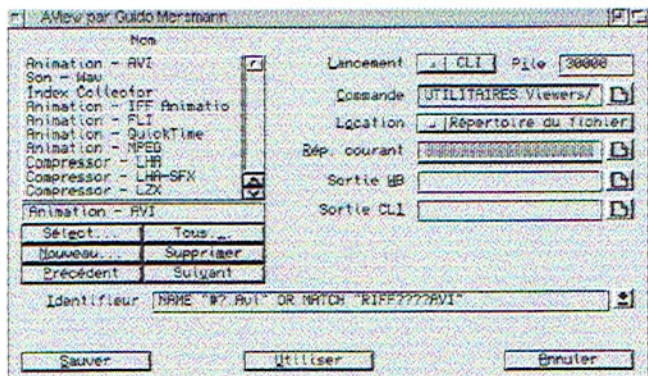 AView par Guido Mersmann
Nom
Animation - AVI
Son - Wav
Index Collector
Animation - IFF Animatio
Animation - FLI
Animation - QuickTime
Animation - MPEG
Compressor - LHA
Compressor - LHA-SFX
Compressor - LZX
Animation - AVI
Sélect... Tous...
Nouveau... Supprimer
Précédent Suivant
Lancement CLI Pile 30000
Commande UTILITAIRES Viewers/
Location Répertoire du fichier
Rép. courant
Sortie WB
Sortie CLI
Identifieur NAME "#?.Avi" OR MATCH "RIFF????AVI"
Sauver Utiliser Annuler